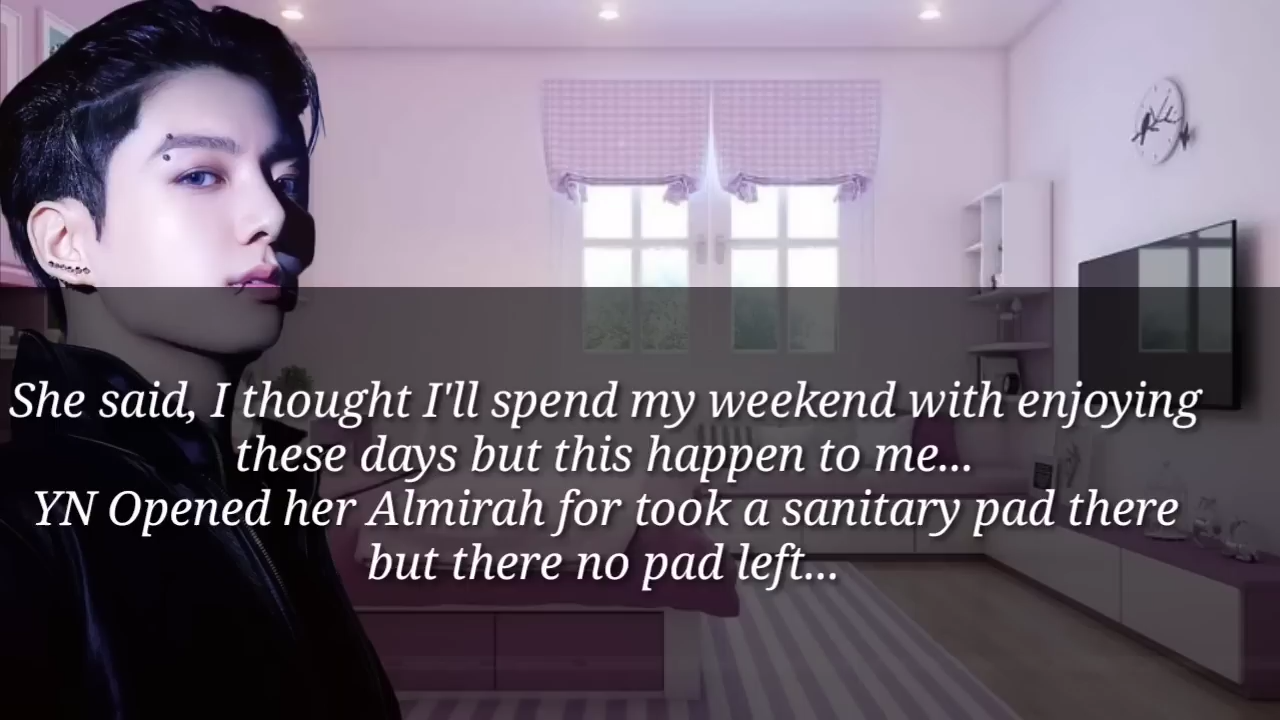 She said, I thought I'll spend my weekend with enjoying
these days but this happen to me...
YN Opened her Almirah for took a sanitary pad there
but there no pad left...